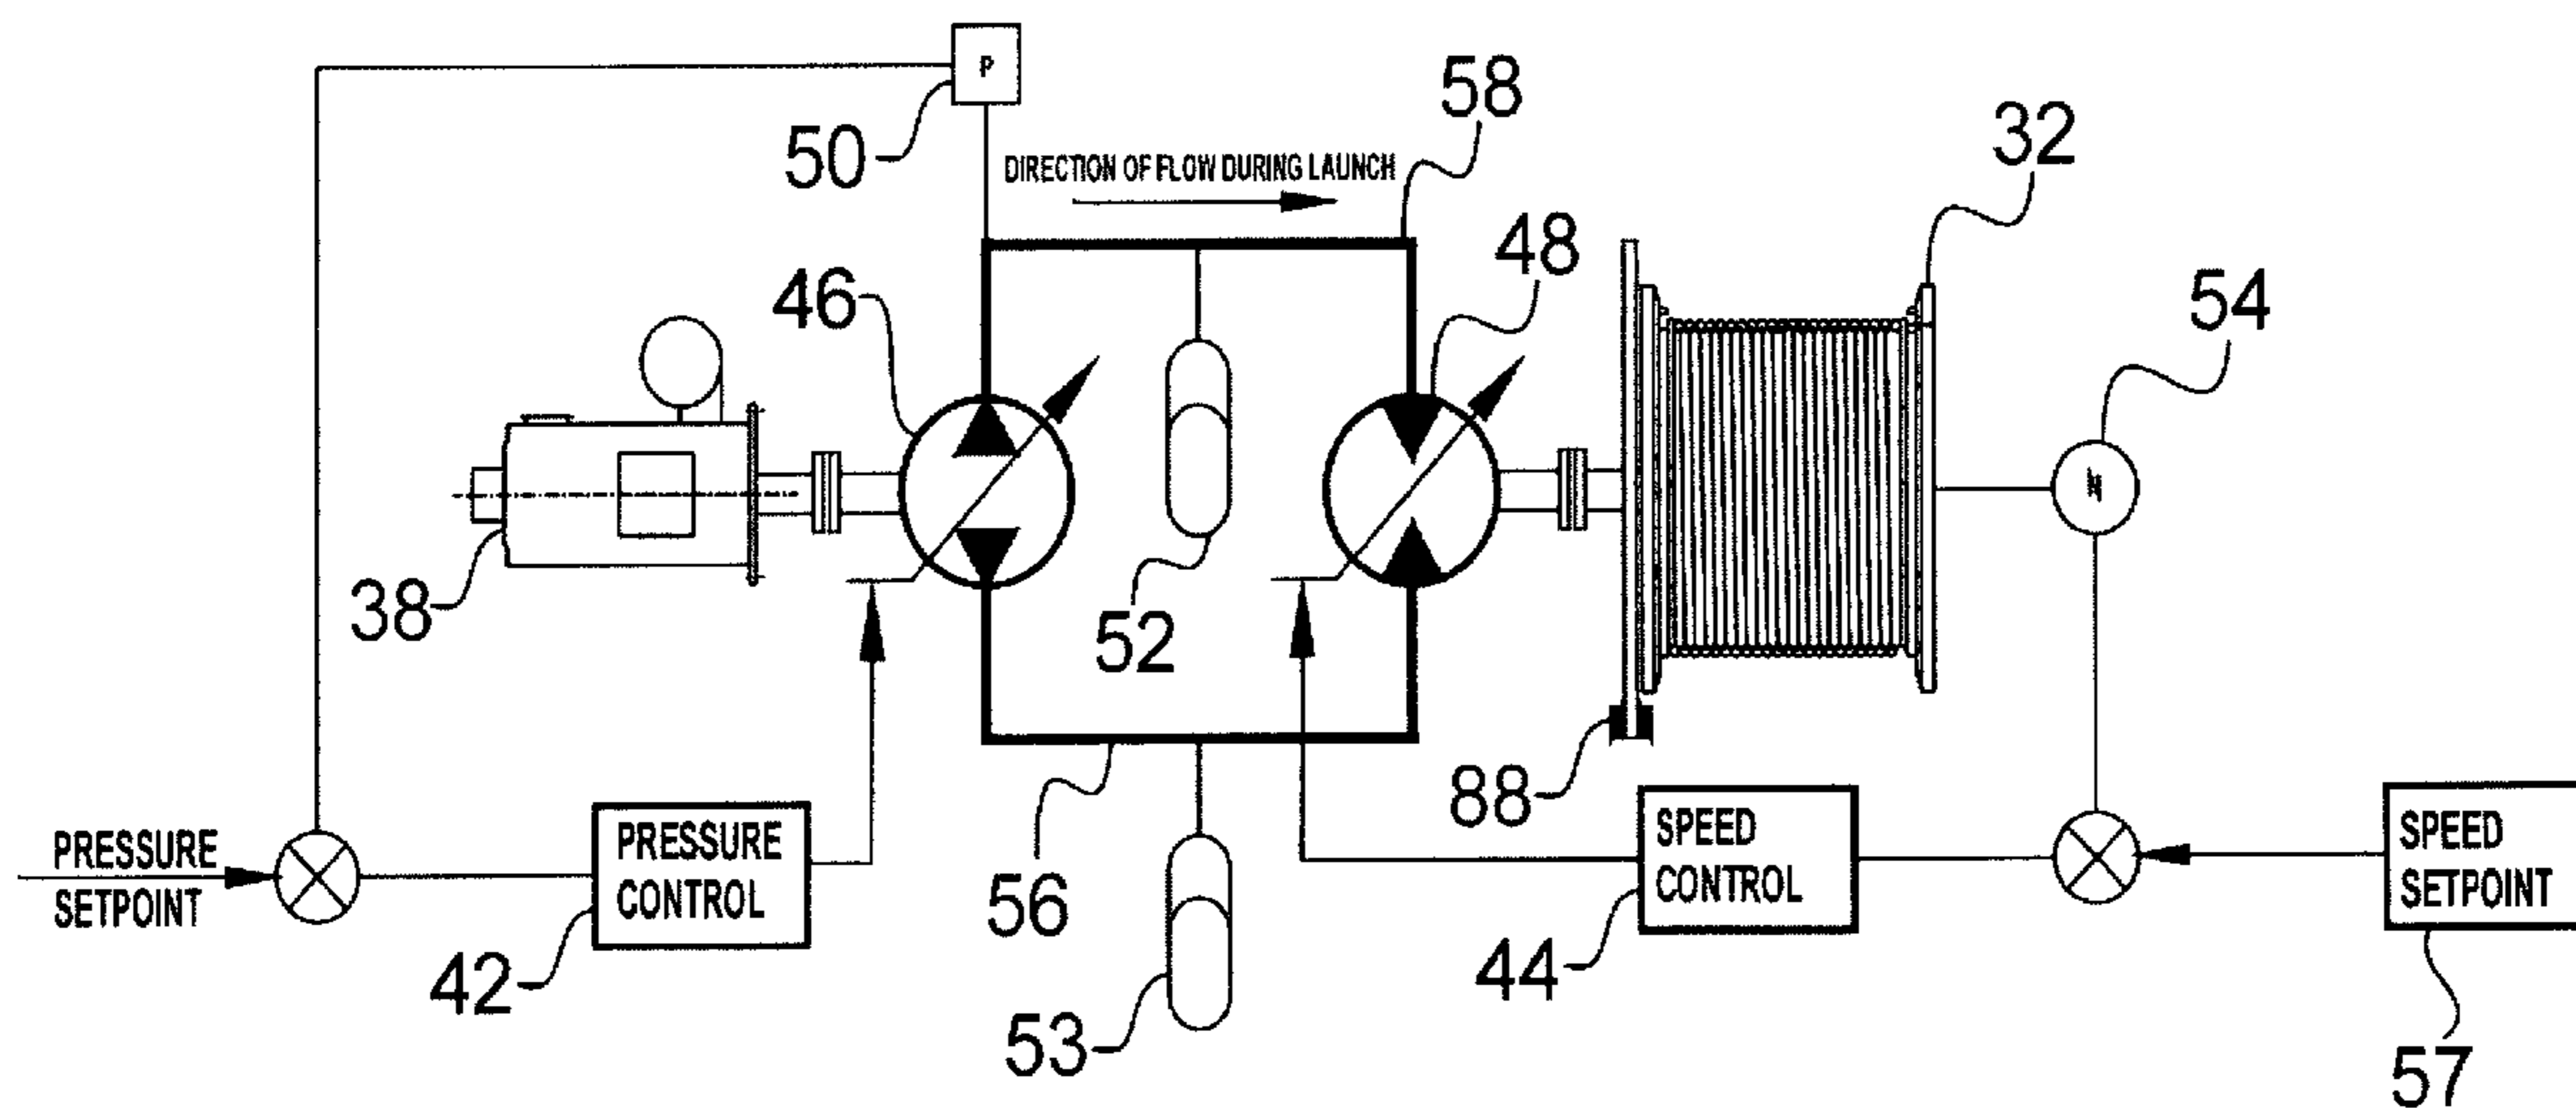 P
50
58
DIRECTION OF FLOW DURING LAUNCH
32
48
46
54
N
38
52
88
PRESSURE
SETPOINT
PRESSURE
CONTROL
SPEED
CONTROL
SPEED
SETPOINT
56
42
44
53
57